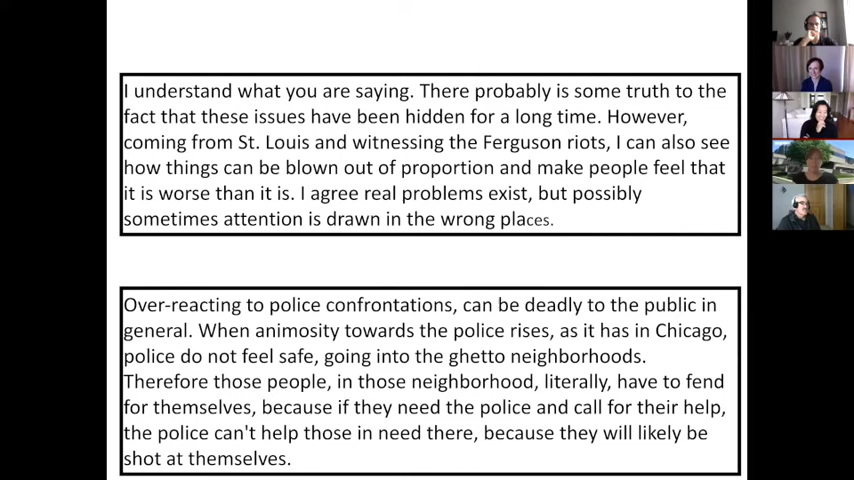 I understand what you are saying. There probably is some truth to the
fact that these issues have been hidden for a long time. However,
coming from St. Louis and witnessing the Ferguson riots, I can also see
how things can be blown out of proportion and make people feel that
it is worse than it is. I agree real problems exist, but possibly
sometimes attention is drawn in the wrong places.
Over-reacting to police confrontations, can be deadly to the public in
general. When animosity towards the police rises, as it has in Chicago,
police do not feel safe, going into the ghetto neighborhoods.
Therefore those people, in those neighborhood, literally, have to fend
for themselves, because if they need the police and call for their help,
the police can't help those in need there, because they will likely be
shot at themselves.